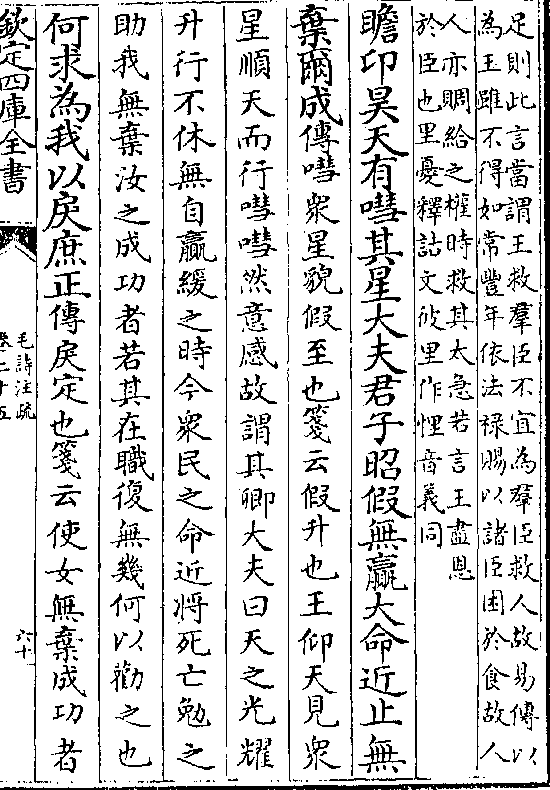 足則此言當謂王救羣臣不宜為羣臣救人故易傳以
為王雖不得如常豐年依法祿賜以諸臣困於食故人
人亦賙給之權時救其太急若言王盡恩
於臣也里憂釋詁文彼里作悝音義同
瞻卬昊天有嘒其星大夫君子昭假無贏大命近止無
棄爾成傳嘒衆星貌假至也箋云假升也王仰天見衆
星順天而行嘒嘒然意感故謂其卿大夫曰天之光耀
升行不休無自贏緩之時今衆民之命近將死亡勉之
助我無棄汝之成功者若其在職復無幾何以勸之也
何求為我以戾庶正傳戾定也箋云使女無棄成功者
欽定四庫全書
毛詩注疏
卷二十五
六十